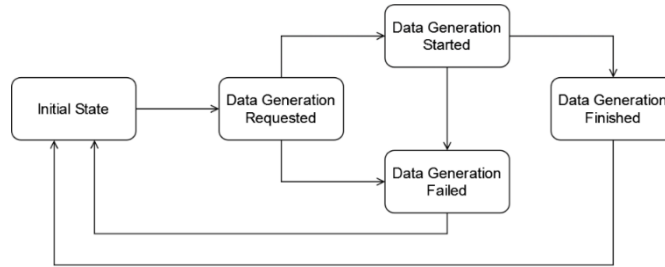 Data Generation
Started
Initial State
Data Generation
Requested
Data Generation
Finished
Data Generation
Failed